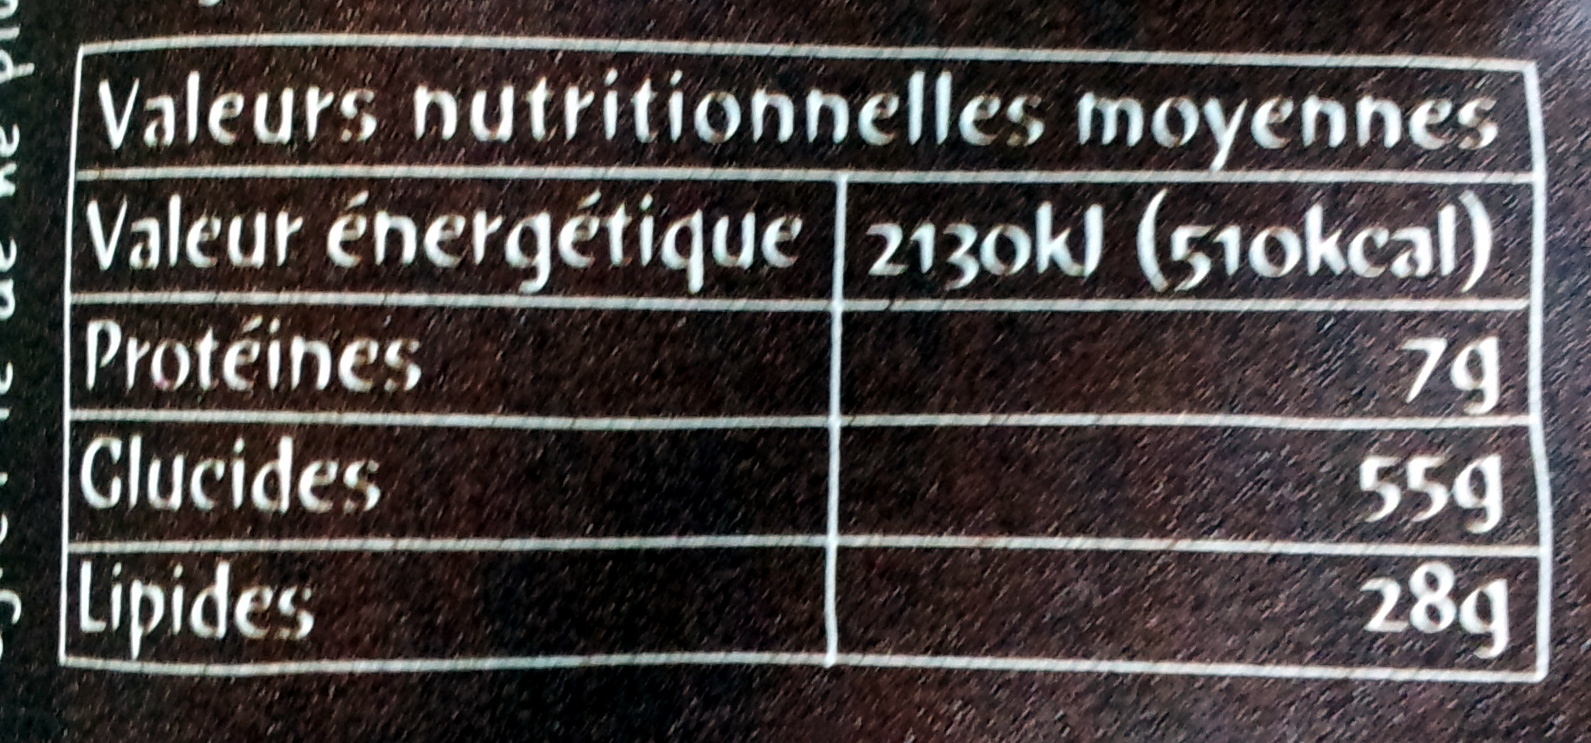 Valeurs nutritionnelles moyennes
Valeur énergétique 2130kJ (510kcal)
Protéines 7g
Glucides 55g
Lipides 28g